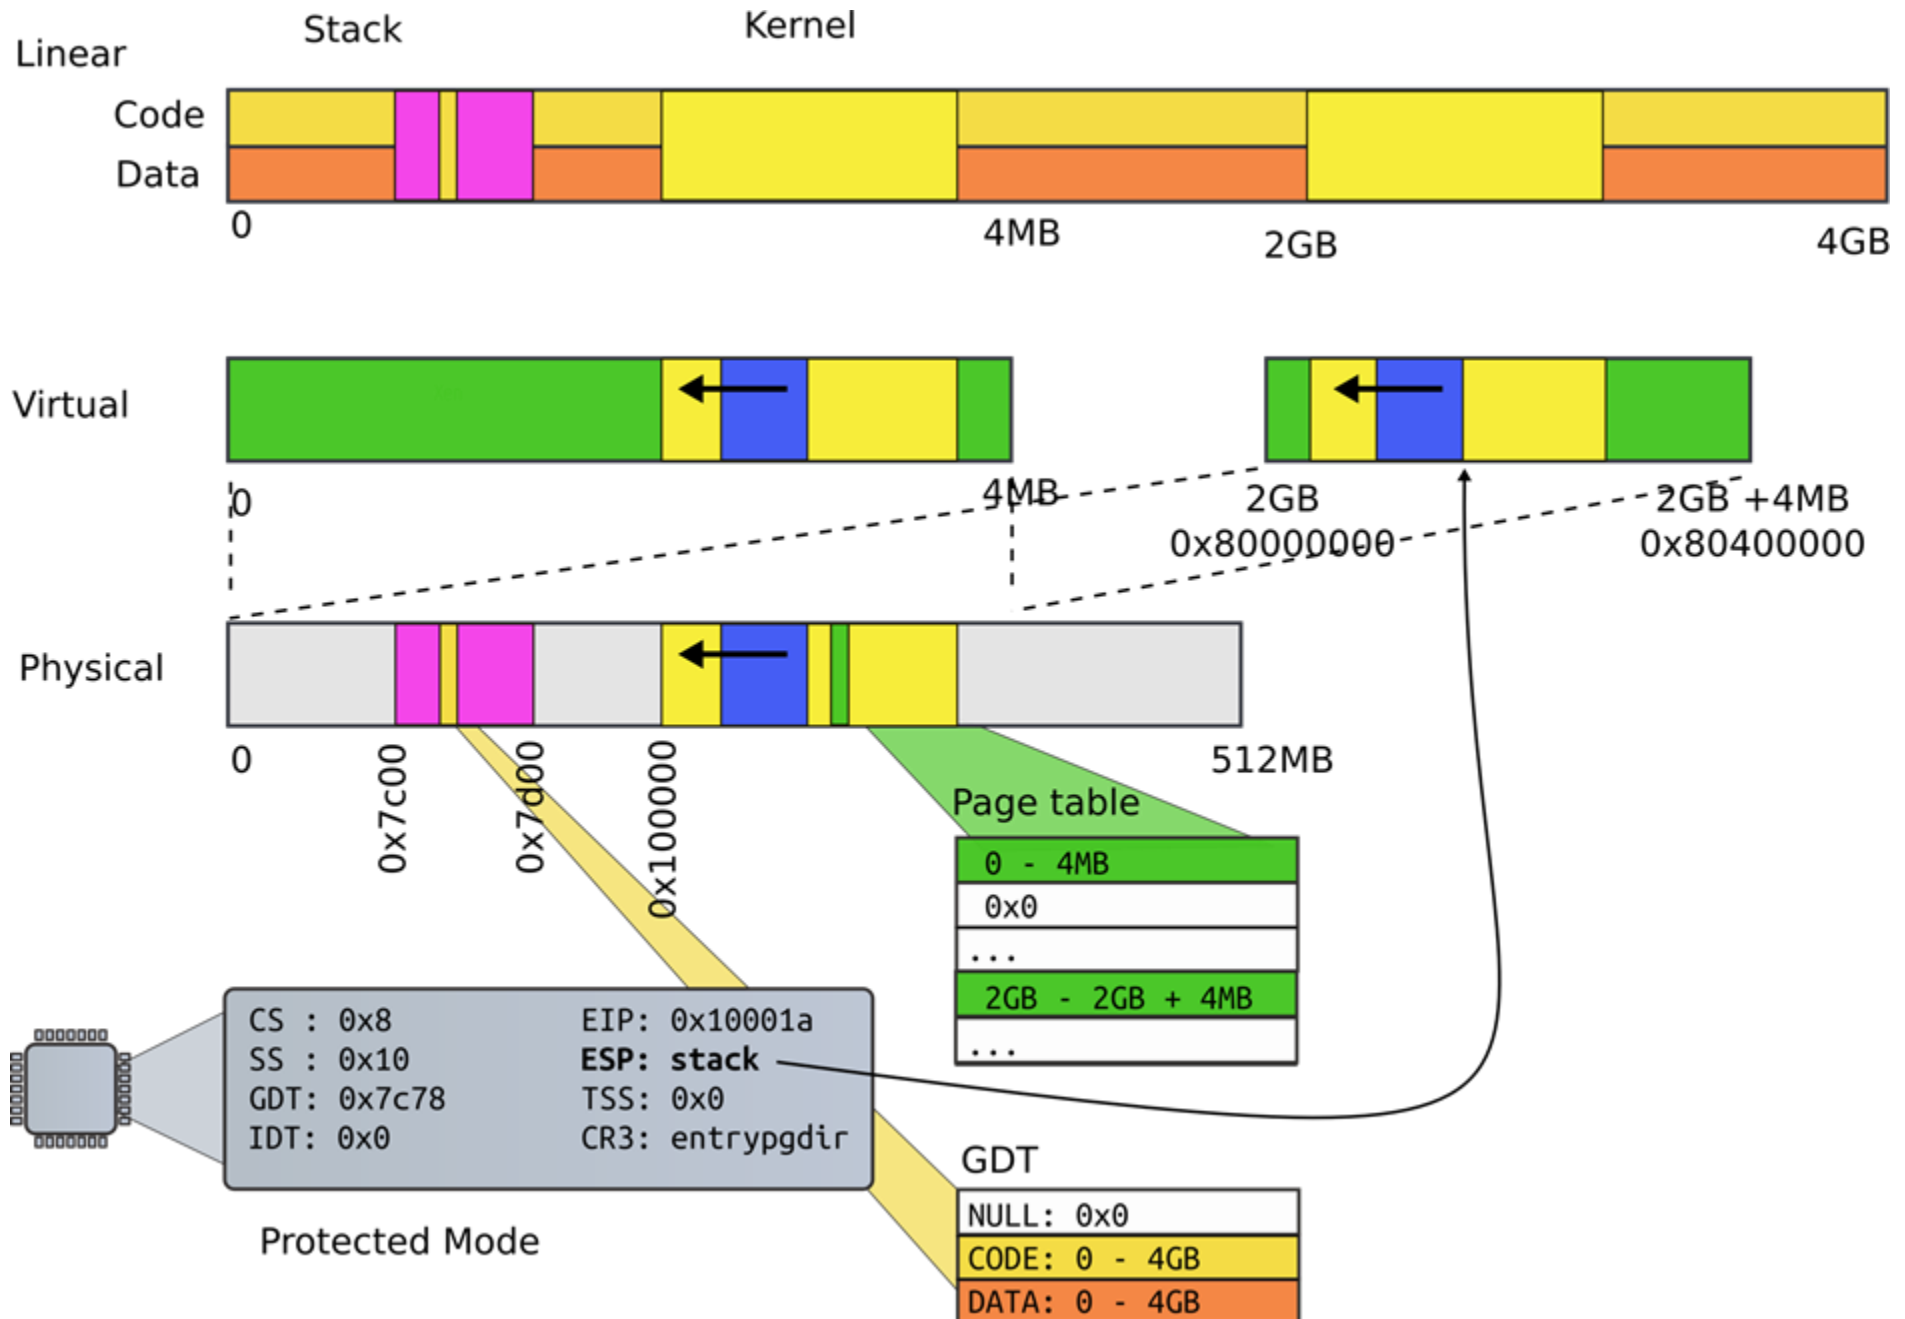 Stack
Kernel
Linear
Code
Data
0
4MB
2GB
4GB
Virtual
0
4MB
2GB
0x80000000
2GB +4MB
0x80400000
Physical
0
0x7c00
0x7d00
0x100000
512MB
Page table
0 - 4MB
0x0
...
2GB - 2GB + 4MB
...
CS : 0x8
EIP: 0x10001a
SS : 0x10
ESP: stack
GDT: 0x7c78
TSS: 0x0
IDT: 0x0
CR3: entrypgdir
Protected Mode
GDT
NULL: 0x0
CODE: 0 - 4GB
DATA: 0 - 4GB